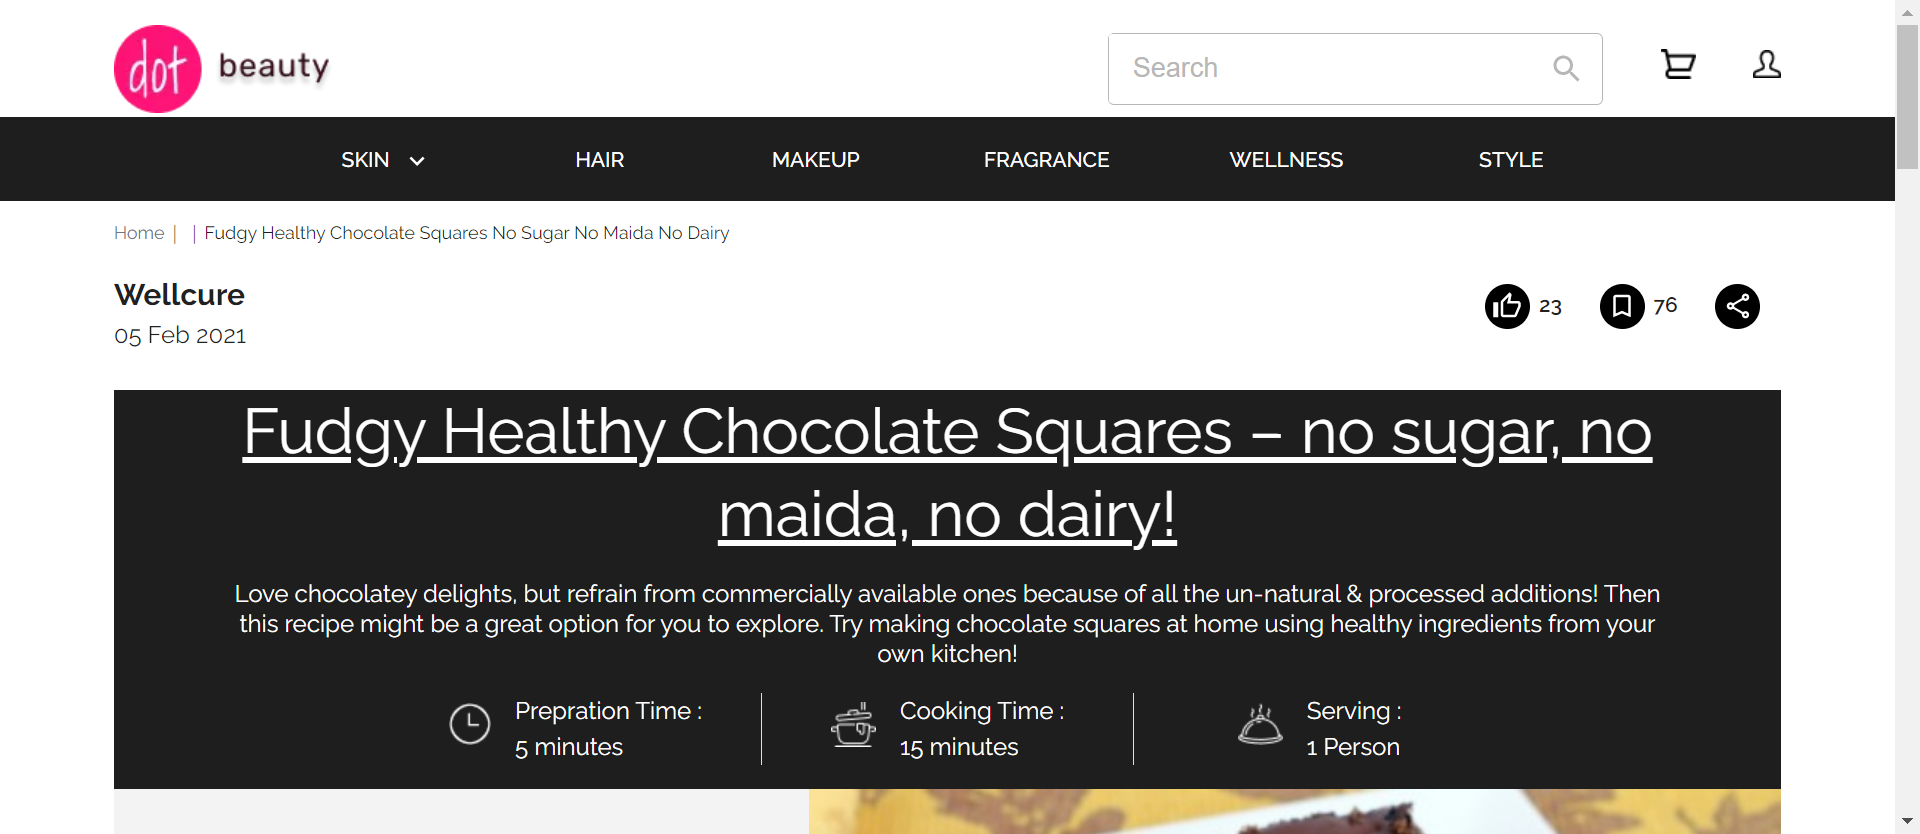 dot beauty
Search
SKIN
HAIR
MAKEUP
FRAGRANCE
WELLNESS
STYLE
Home | | Fudgy Healthy Chocolate Squares No Sugar No Maida No Dairy
Wellcure
05 Feb 2021
23
76
Fudgy Healthy Chocolate Squares – no sugar, no
maida, no dairy!
Love chocolatey delights, but refrain from commercially available ones because of all the un-natural & processed additions! Then
this recipe might be a great option for you to explore. Try making chocolate squares at home using healthy ingredients from your
own kitchen!
Prepration Time :
5 minutes
Cooking Time :
15 minutes
Serving :
1 Person